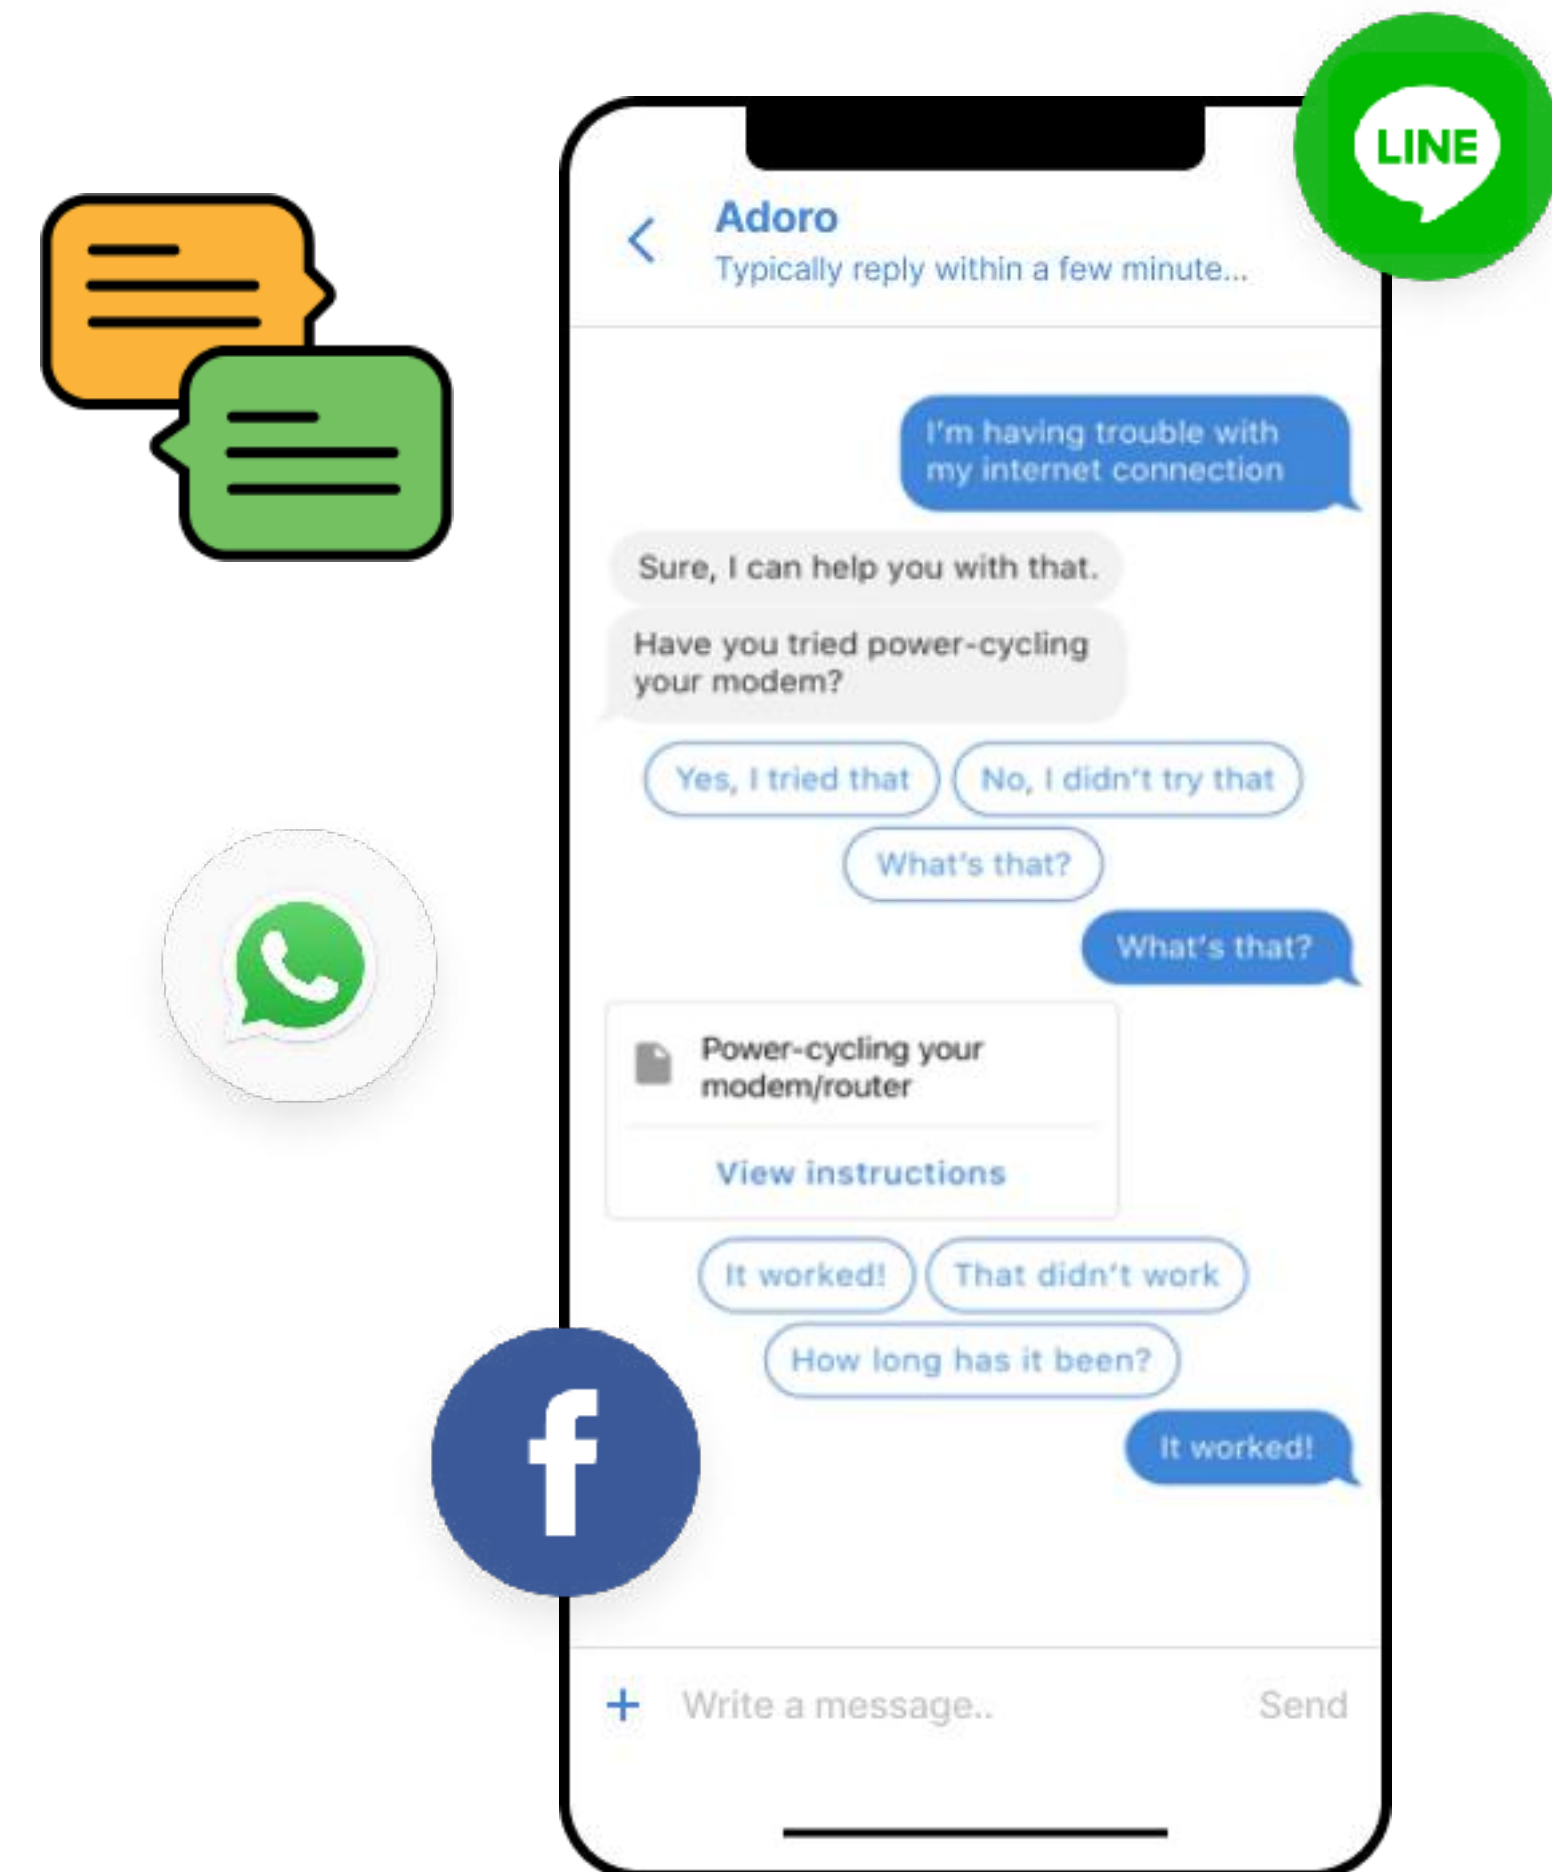 LINE
Adoro
Typically reply within a few minute...
I'm having trouble with
my internet connection
Sure, I can help you with that.
Have you tried power-cycling
your modem?
Yes, I tried that
No, I didn't try that
What's that?
What's that?
Power-cycling your
modem/router
View instructions
It worked!
That didn't work
How long has it been?
It worked!
f
+ Write a message..
Send